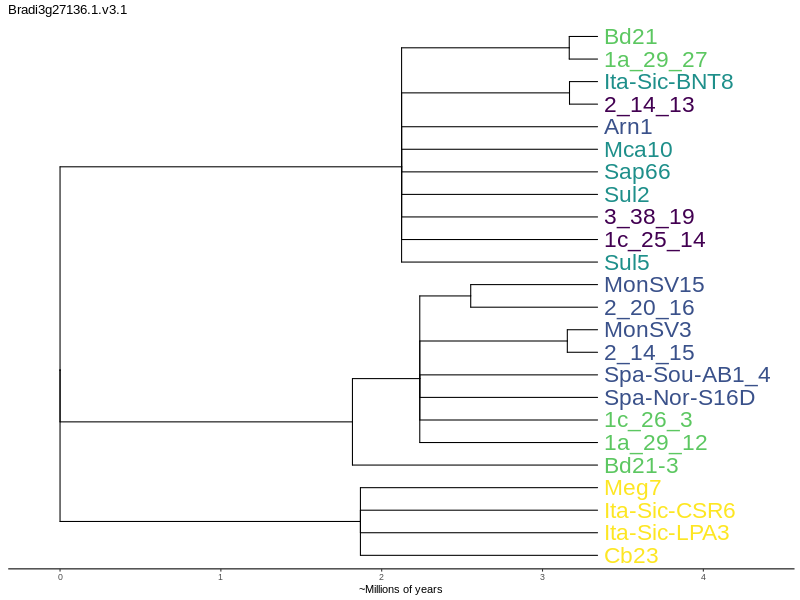 Bradi3g27136.1.v3.1
Bd21
1a_29_27
Ita-Sic-BNT8
2_14_13
Arn1
Mca10
Sap66
Sul2
3_38_19
1c_25_14
Sul5
MonSV15
2_20_16
MonSV3
2_14_15
Spa-Sou-AB1_4
Spa-Nor-S16D
1c_26_3
1a_29_12
Bd21-3
Meg7
Ita-Sic-CSR6
Ita-Sic-LPA3
Cb23
0 1 2 3 4
~Millions of years